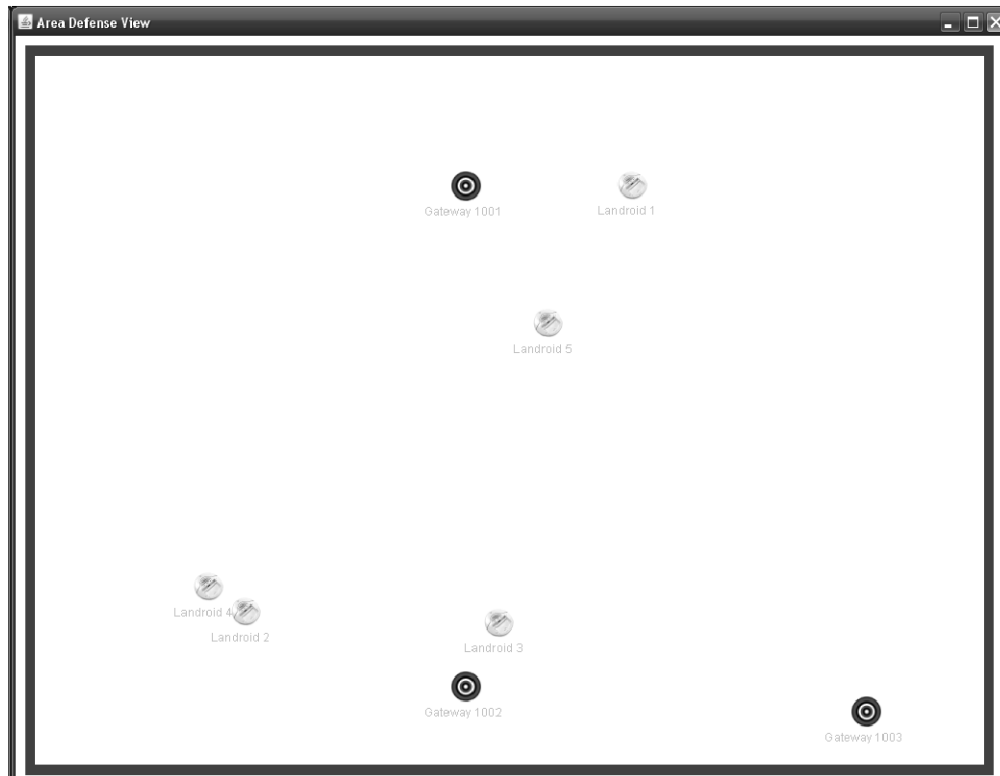 Area Defense View
Gateway 1001
Landroid 1
Landroid 5
Landroid 4
Landroid 2
Landroid 3
Gateway 1002
Gateway 1003